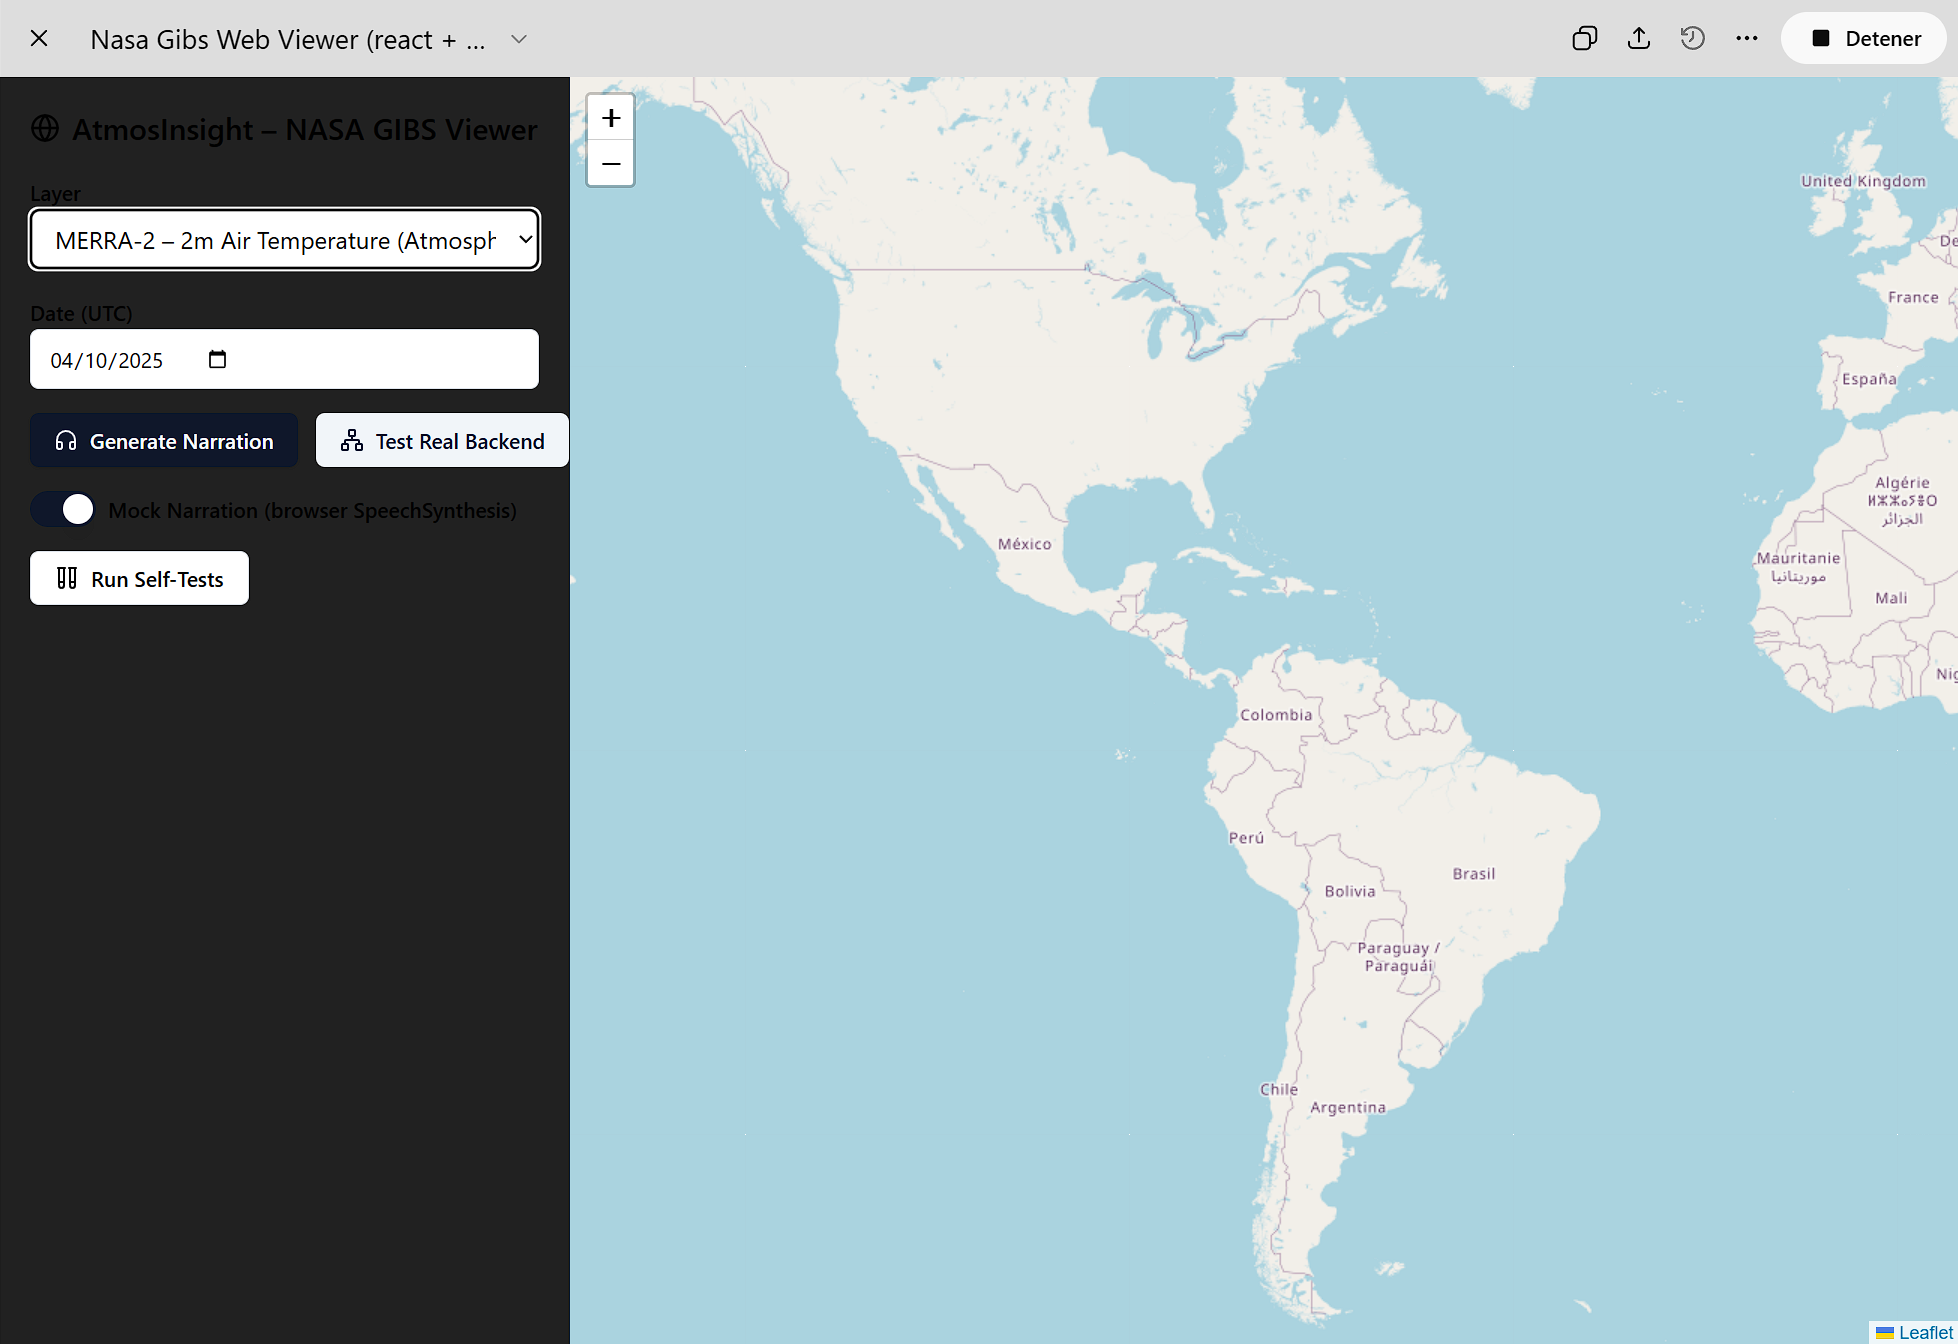 Nasa Gibs Web Viewer (react + ...
Detener
AtmosInsight – NASA GIBS Viewer
Layer
MERRA-2 – 2m Air Temperature (Atmosph
Date (UTC)
04/10/2025
Generate Narration
Test Real Backend
Mock Narration (browser SpeechSynthesis)
Run Self-Tests
+
−
United Kingdom
De
France
España
Algérie
ⵍⵣⵣⴰⵢⴻⵔ
الجزائر
México
Mauritanie
موريتانيا
Mali
Nig
Colombia
Perú
Brasil
Bolivia
Paraguay /
Paraguái
Chile
Argentina
Leaflet